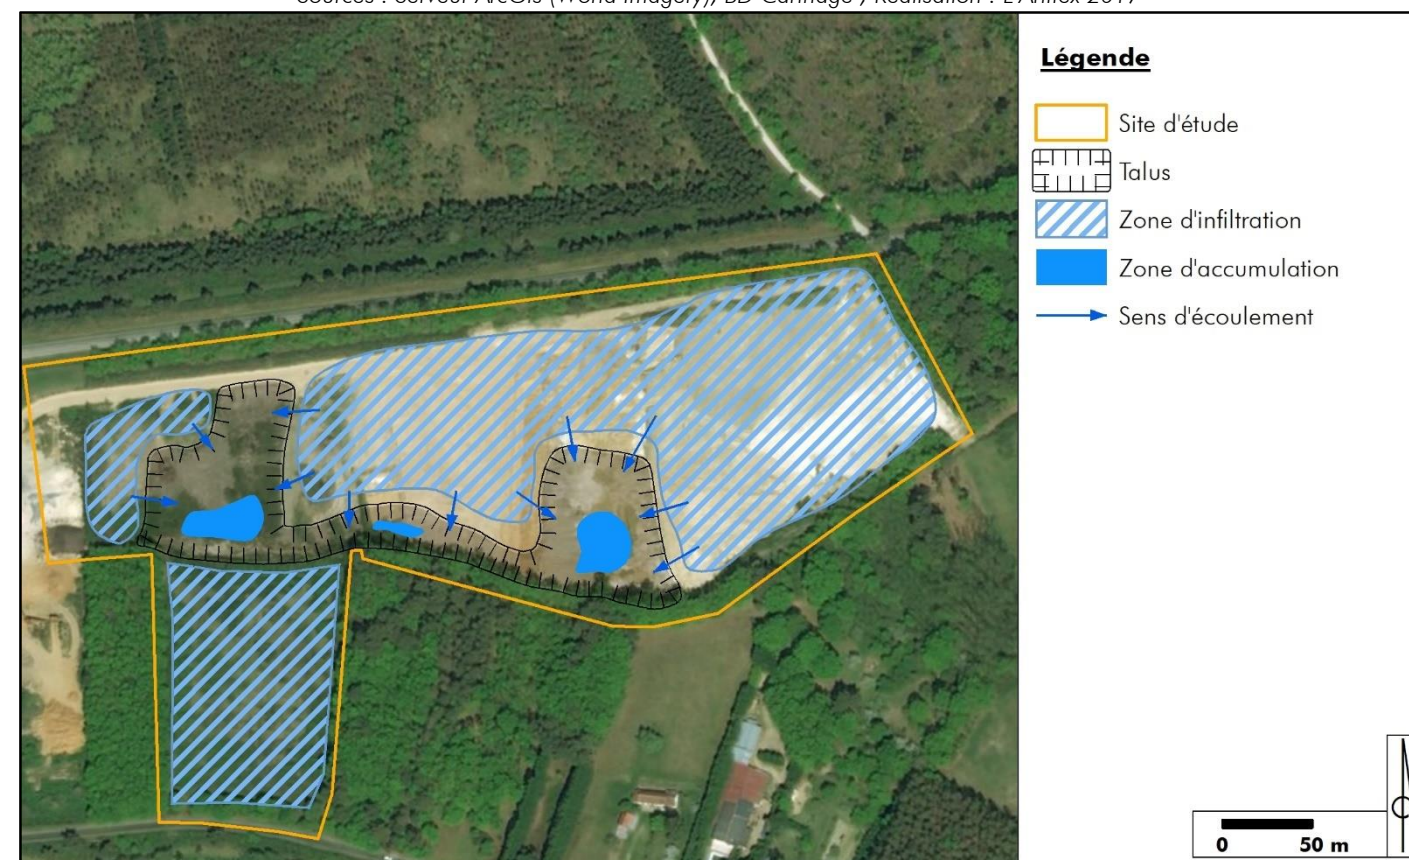 Légende
Site d'étude
Talus
Zone d'infiltration
Zone d'accumulation
Sens d'écoulement
0 50 m